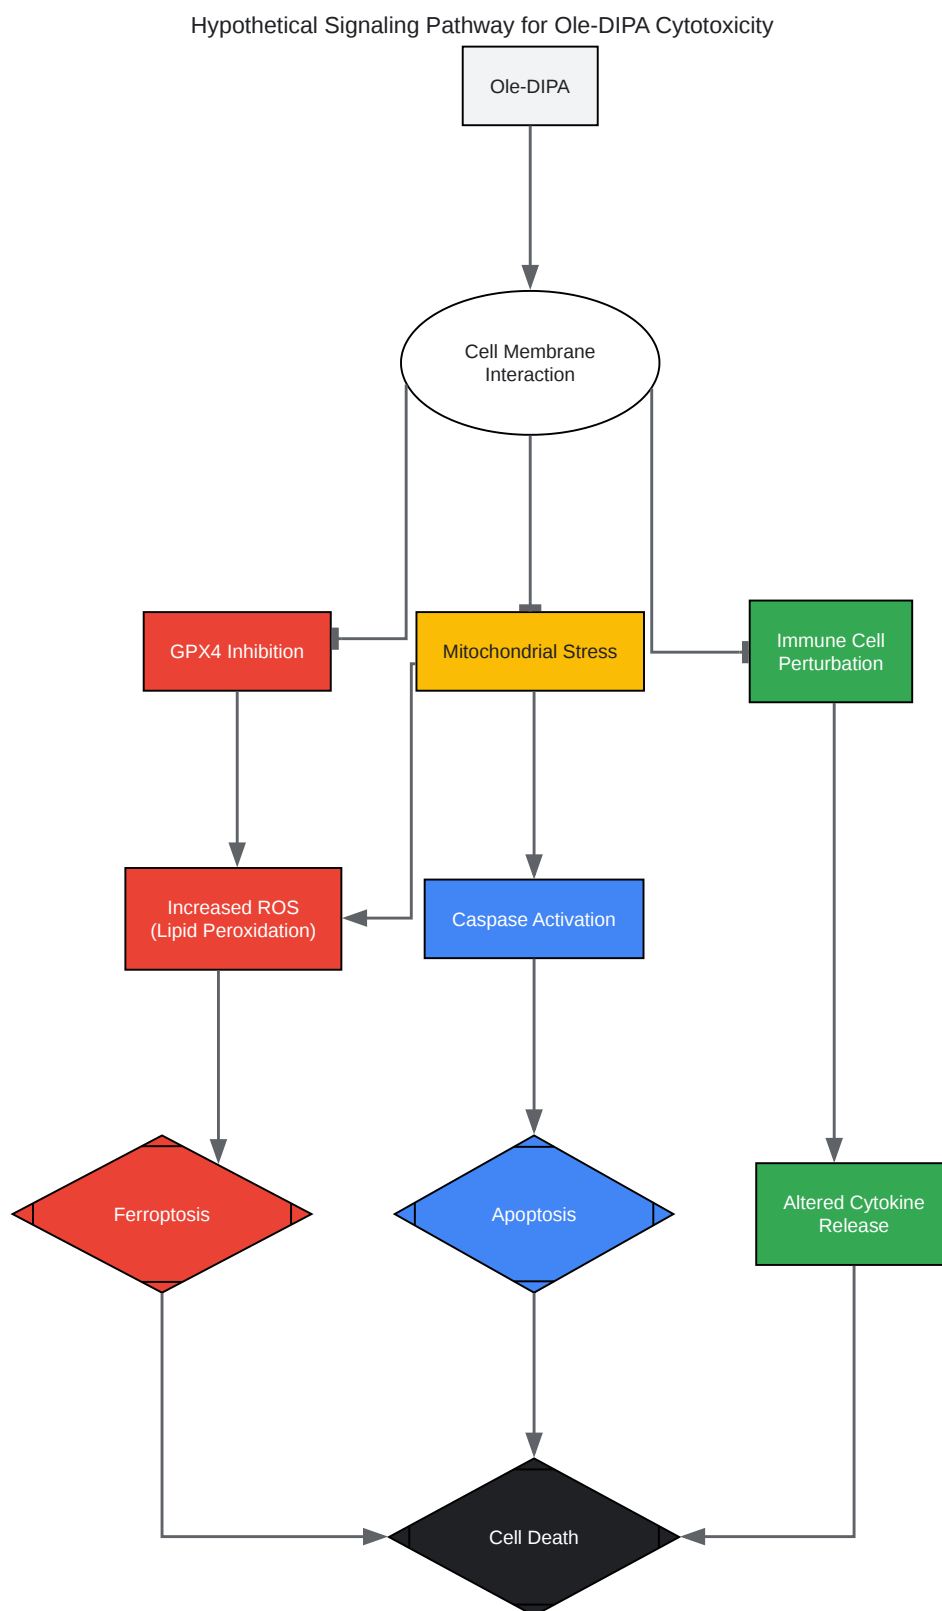 Hypothetical Signaling Pathway for Ole-DIPA Cytotoxicity
Ole-DIPA
Cell Membrane
Interaction
GPX4 Inhibition
Mitochondrial Stress
Immune Cell
Perturbation
Increased ROS
(Lipid Peroxidation)
Caspase Activation
Ferroptosis
Apoptosis
Altered Cytokine
Release
Cell Death